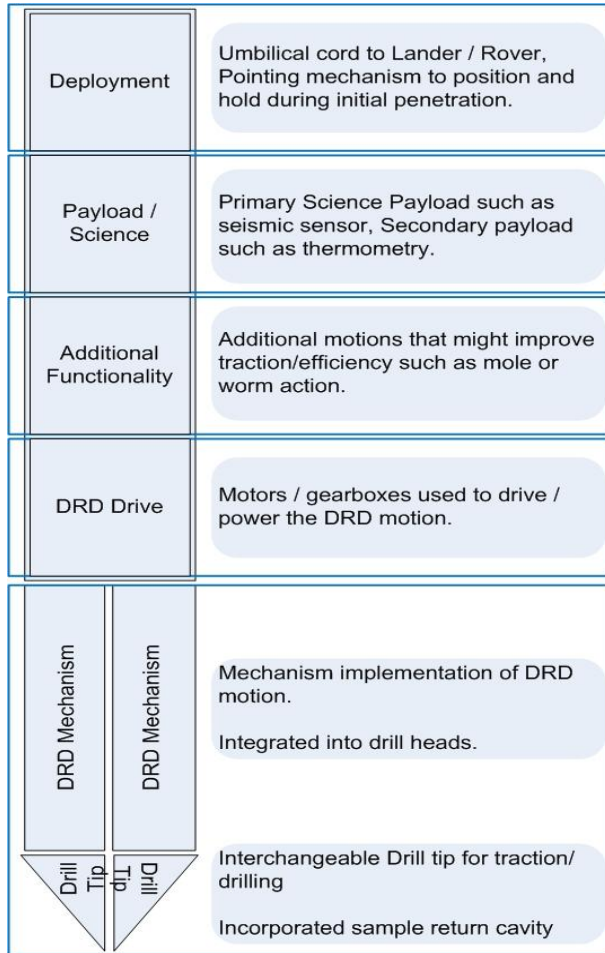 Deployment
Umbilical cord to Lander / Rover,
Pointing mechanism to position and
hold during initial penetration.
Payload /
Science
Primary Science Payload such as
seismic sensor, Secondary payload
such as thermometry.
Additional
Functionality
Additional motions that might improve
traction/efficiency such as mole or
worm action.
DRD Drive
Motors / gearboxes used to drive /
power the DRD motion.
DRD Mechanism
DRD Mechanism
Mechanism implementation of DRD
motion.
Integrated into drill heads.
Drill
Tip
Drill
Tip
Interchangeable Drill tip for traction/
drilling
Incorporated sample return cavity